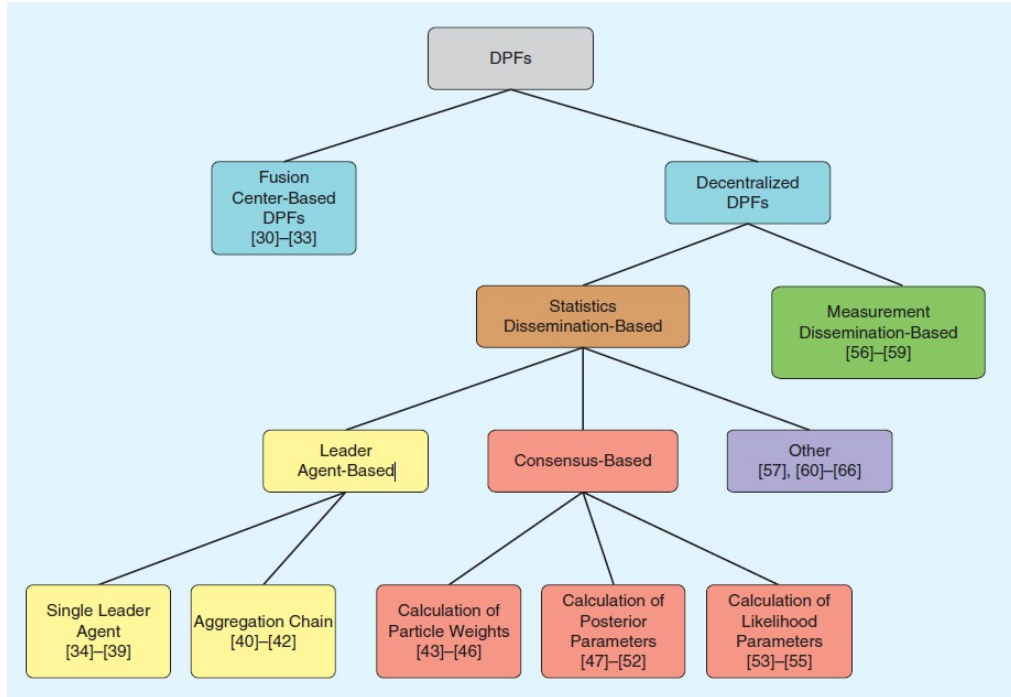 DPFs
Fusion
Center-Based
DPFs
[30]–[33]
Decentralized
DPFs
Statistics
Dissemination-Based
Measurement
Dissemination-Based
[56]–[59]
Leader
Agent-Based
Consensus-Based
Other
[57], [60]–[66]
Single Leader
Agent
[34]–[39]
Aggregation Chain
[40]–[42]
Calculation of
Particle Weights
[43]–[46]
Calculation of
Posterior
Parameters
[47]–[52]
Calculation of
Likelihood
Parameters
[53]–[55]